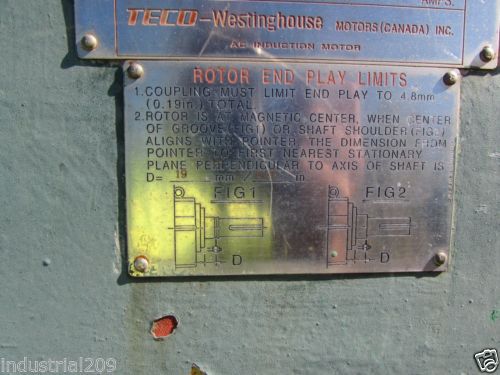 AMPS.
TECO-Westinghouse MOTORS(CANADA) INC.
AC INDUCTION MOTOR
ROTOR END PLAY LIMITS
1.COUPLING MUST LIMIT END PLAY TO 4.8mm
(0.19in.) TOTAL.
2.ROTOR IS AT MAGNETIC CENTER, WHEN CENTER
OF GROOVE(FIG1) OR SHAFT SHOULDER(FIG2)
ALIGNS WITH POINTER. THE DIMENSION FROM
POINTER TO FIRST NEAREST STATIONARY
PLANE PERPENDICULAR TO AXIS OF SHAFT IS
D= 19 mm / in.
FIG1 FIG2
D D
industrial209